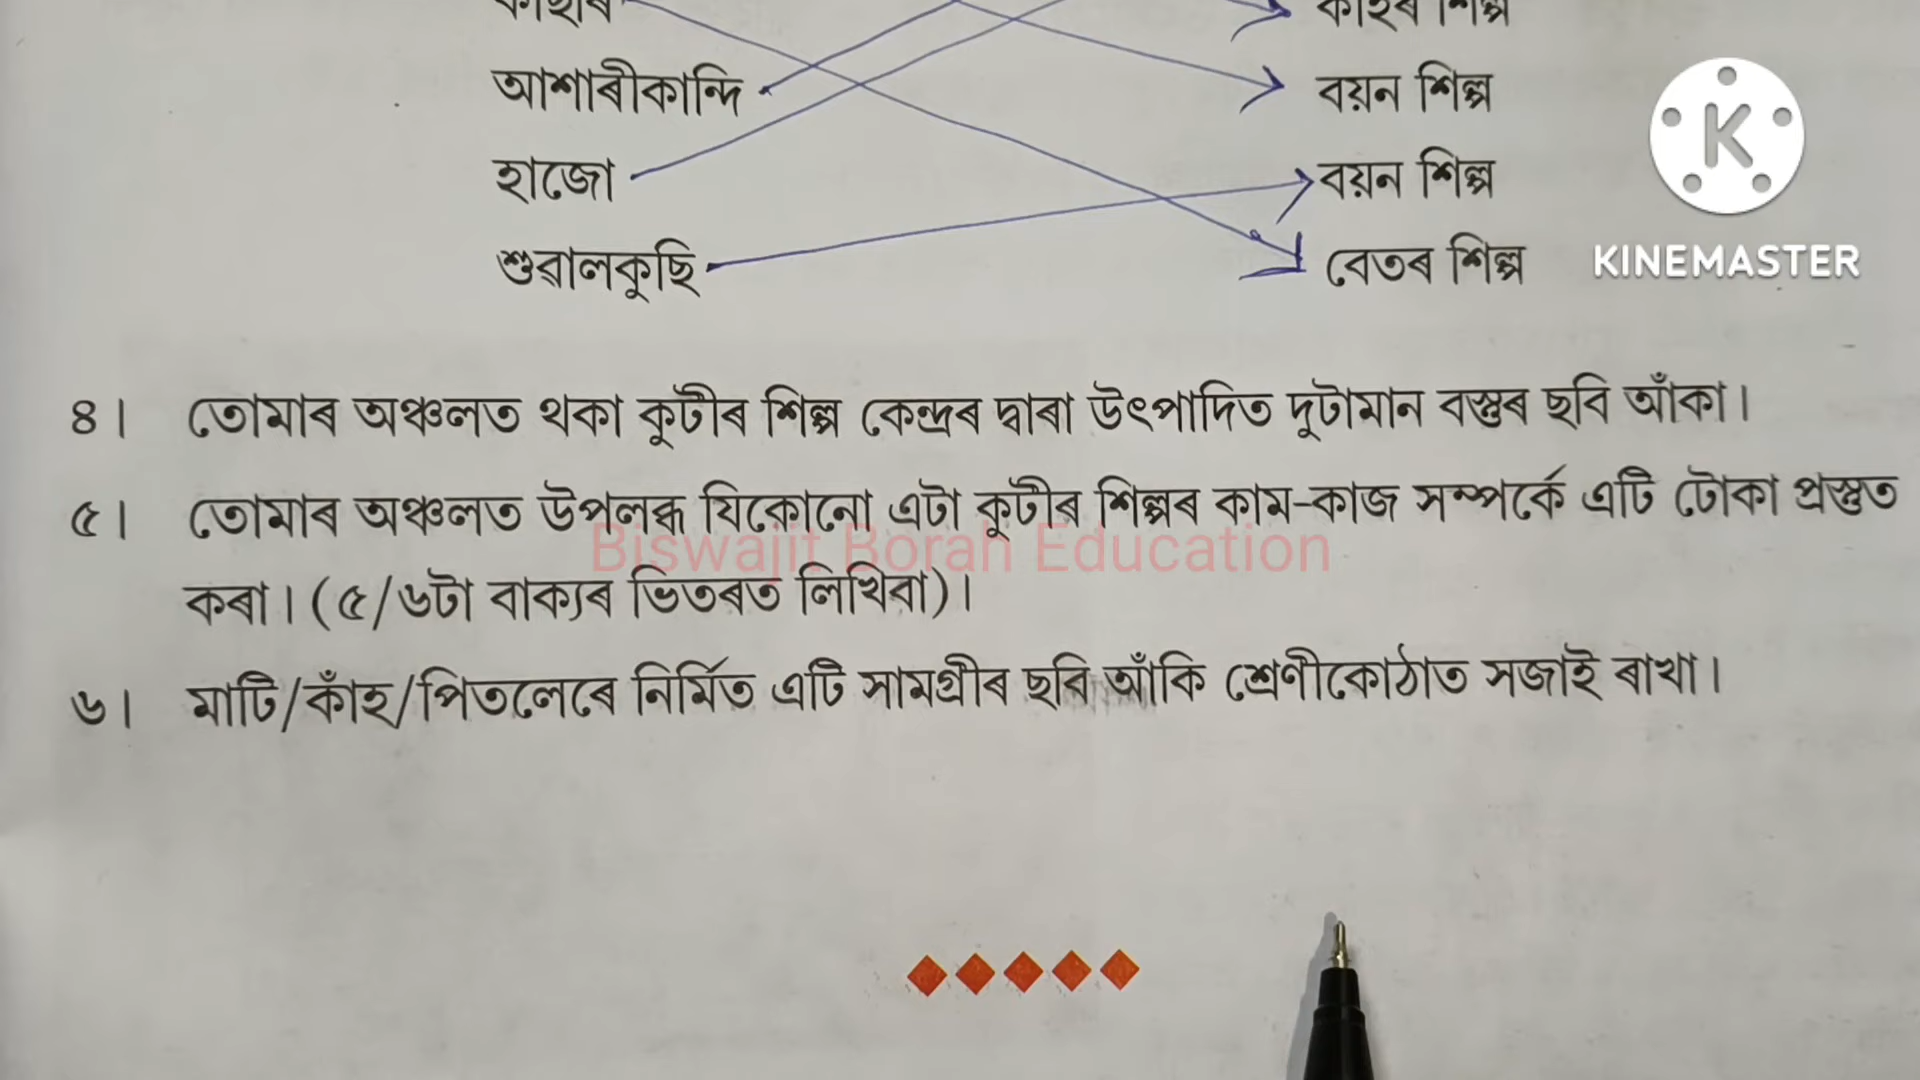 আশাৰীকান্দি বয়ন শিল্প
হাজো বয়ন শিল্প
শুৱালকুছি বেতৰ শিল্প
KINEMASTER
৪। তোমাৰ অঞ্চলত থকা কুটীৰ শিল্প কেন্দ্ৰৰ দ্বাৰা উৎপাদিত দুটামান বস্তুৰ ছবি আঁকা।
৫। তোমাৰ অঞ্চলত উপলব্ধ যিকোনো এটা কুটীৰ শিল্পৰ কাম-কাজ সম্পৰ্কে এটি টোকা প্ৰস্তুত
Biswajit Borah Education
কৰা। (৫/৬টা বাক্যৰ ভিতৰত লিখিবা)।
৬। মাটি/কাঁহ/পিতলেৰে নিৰ্মিত এটি সামগ্ৰীৰ ছবি আঁকি শ্ৰেণীকোঠাত সজাই ৰাখা।